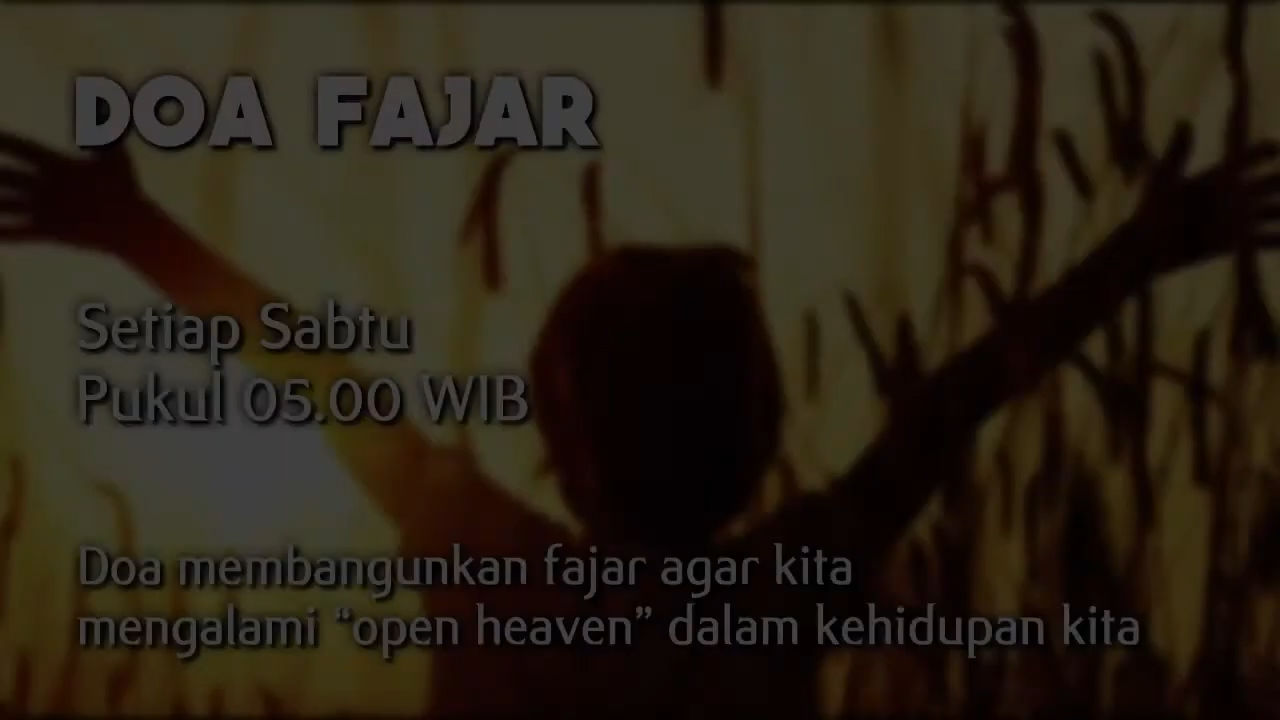 DOA FAJAR
Setiap Sabtu
Pukul 05.00 WIB
Doa membangunkan fajar agar kita
mengalami “open heaven” dalam kehidupan kita